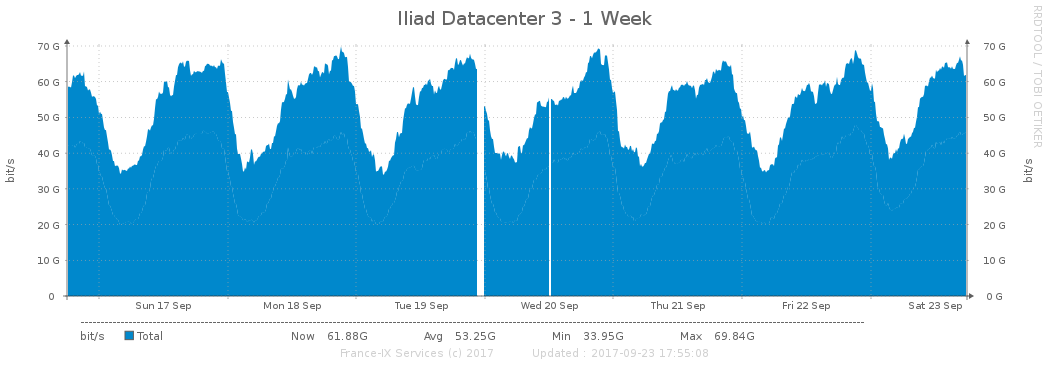 Iliad Datacenter 3 - 1 Week
RRDTOOL / TOBI OETIKER
70 G 70 G
60 G 60 G
50 G 50 G
40 G 40 G
30 G 30 G
20 G 20 G
10 G 10 G
0 0 G
bit/s
bit/s
Sun 17 Sep Mon 18 Sep Tue 19 Sep Wed 20 Sep Thu 21 Sep Fri 22 Sep Sat 23 Sep
bit/s Total Now 61.88G Avg 53.25G Min 33.95G Max 69.84G
France-IX Services (c) 2017 Updated : 2017-09-23 17:55:08